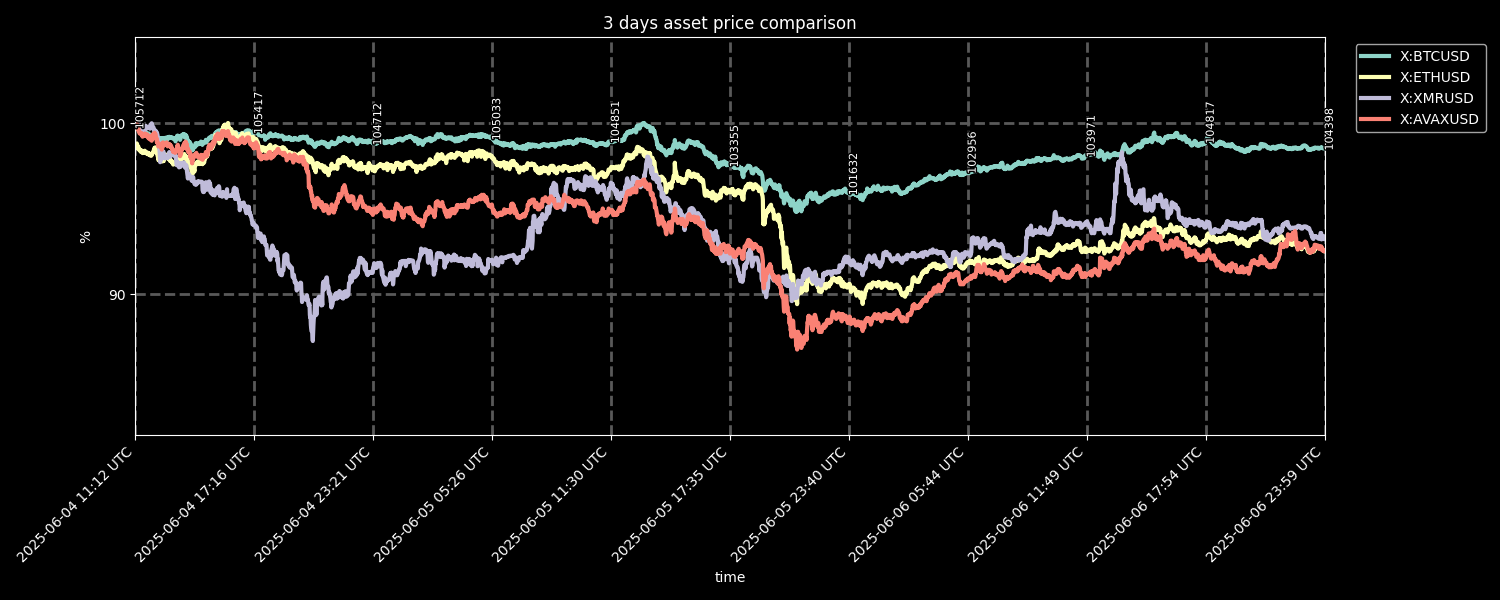 3 days asset price comparison
X:BTCUSD
X:ETHUSD
X:XMRUSD
X:AVAXUSD
100
90
%
105712
105417
104712
105033
104851
103355
101632
102956
103971
104817
104398
2025-06-04 11:12 UTC
2025-06-04 17:16 UTC
2025-06-04 23:21 UTC
2025-06-05 05:26 UTC
2025-06-05 11:30 UTC
2025-06-05 17:35 UTC
2025-06-05 23:40 UTC
2025-06-06 05:44 UTC
2025-06-06 11:49 UTC
2025-06-06 17:54 UTC
2025-06-06 23:59 UTC
time